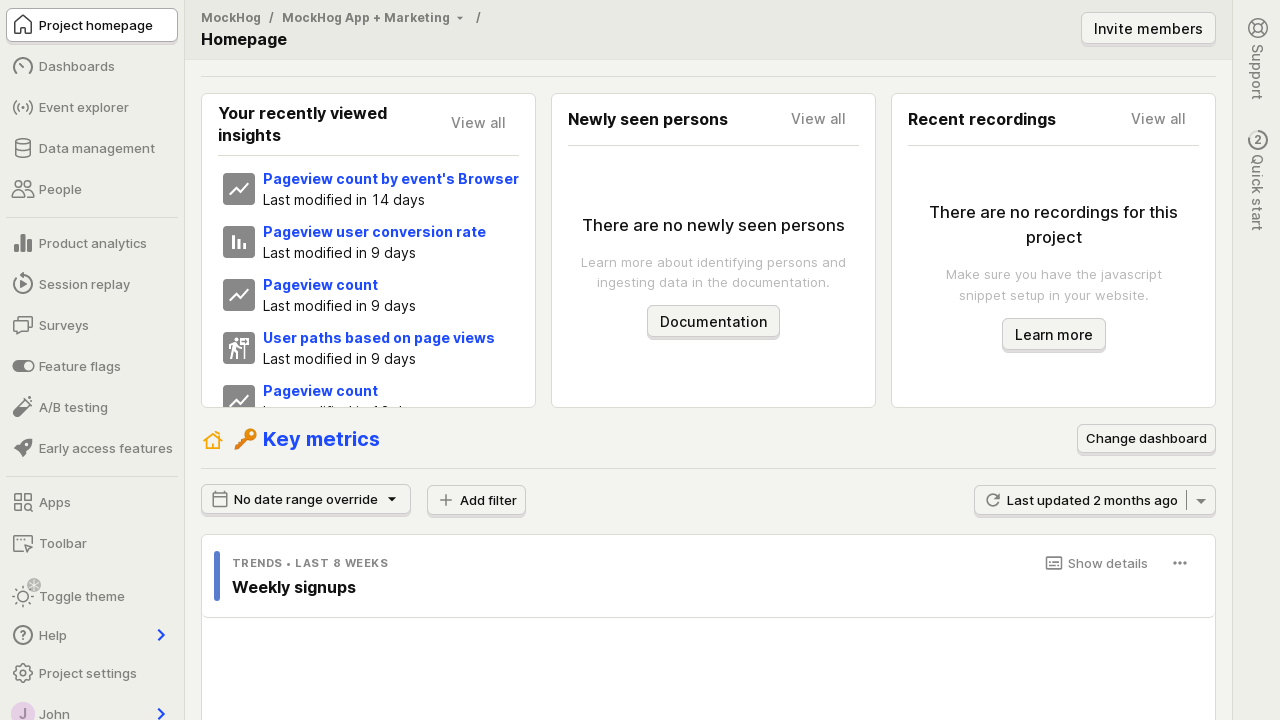 Project homepage
Dashboards
Event explorer
Data management
People
Product analytics
Session replay
Surveys
Feature flags
A/B testing
Early access features
Apps
Toolbar
Toggle theme
Help
Project settings
J John
MockHog / MockHog App + Marketing /
Homepage
Invite members
Your recently viewed
insights
View all
Pageview count by event's Browser
Last modified in 14 days
Pageview user conversion rate
Last modified in 9 days
Pageview count
Last modified in 9 days
User paths based on page views
Last modified in 9 days
Pageview count
Newly seen persons
View all
There are no newly seen persons
Learn more about identifying persons and
ingesting data in the documentation.
Documentation
Recent recordings
View all
There are no recordings for this
project
Make sure you have the javascript
snippet setup in your website.
Learn more
Key metrics
Change dashboard
No date range override
Add filter
Last updated 2 months ago
TRENDS • LAST 8 WEEKS
Show details
Weekly signups
Support
2
Quick start